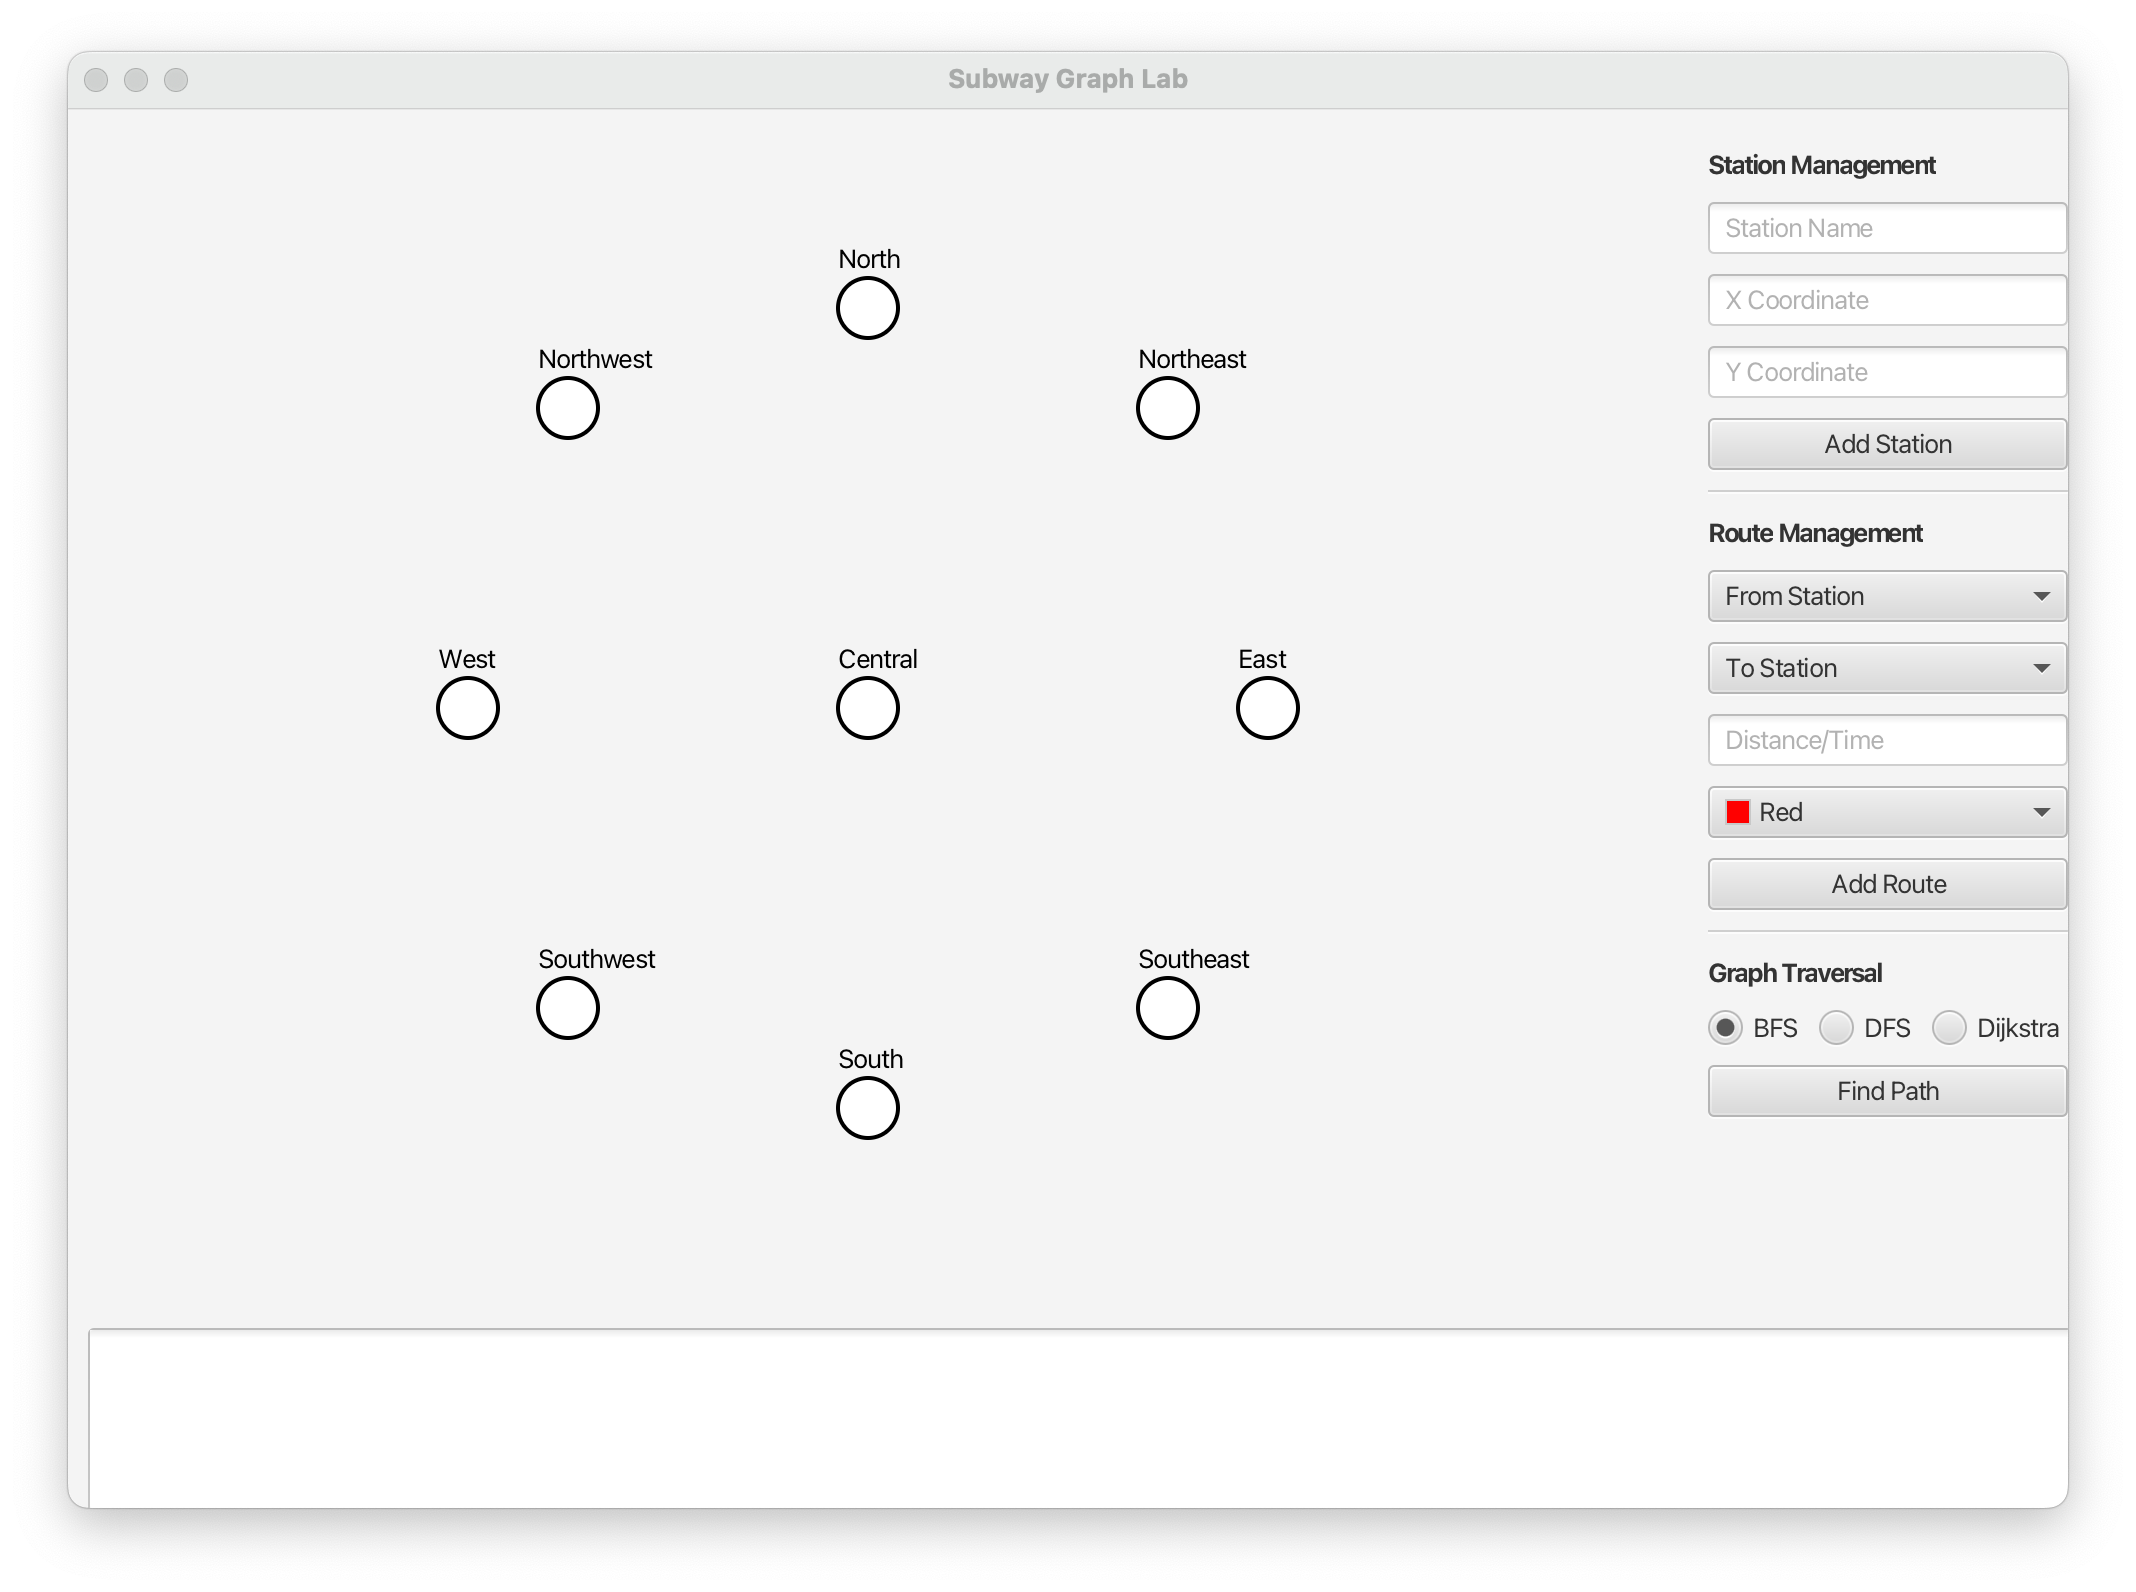 Subway Graph Lab
North
Northwest
Northeast
West
Central
East
Southwest
Southeast
South
Station Management
Station Name
X Coordinate
Y Coordinate
Add Station
Route Management
From Station
To Station
Distance/Time
Red
Add Route
Graph Traversal
BFS DFS Dijkstra
Find Path